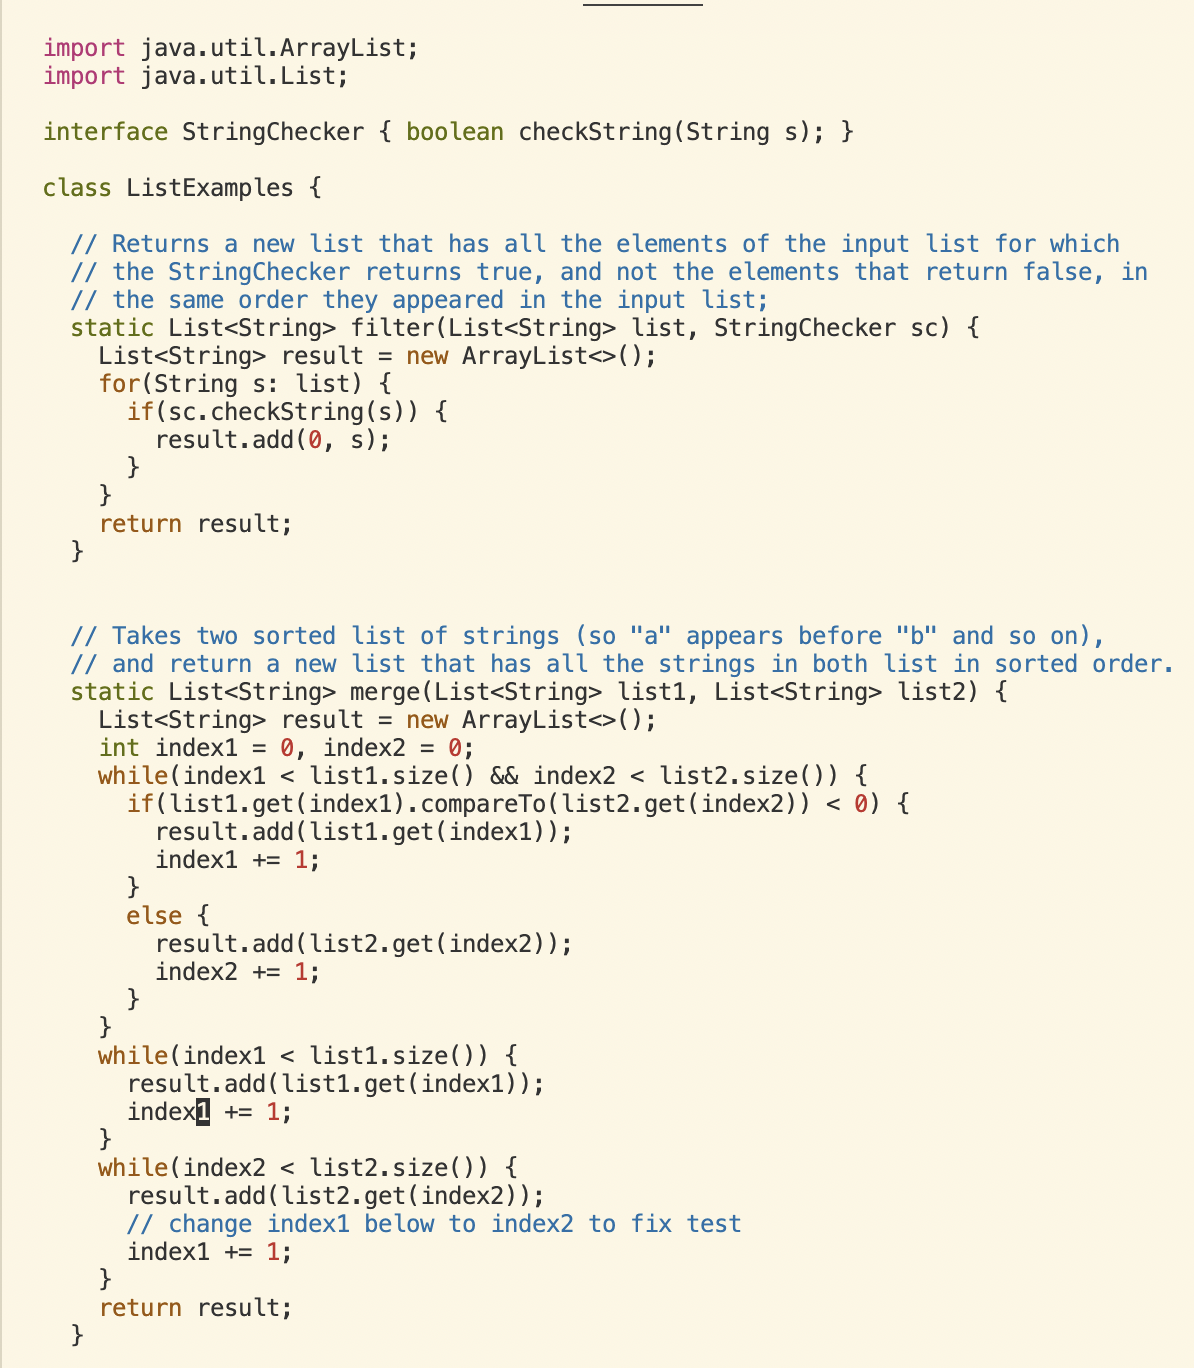 import java.util.ArrayList;
import java.util.List;

interface StringChecker { boolean checkString(String s); }

class ListExamples {

  // Returns a new list that has all the elements of the input list for which
  // the StringChecker returns true, and not the elements that return false, in
  // the same order they appeared in the input list;
  static List<String> filter(List<String> list, StringChecker sc) {
    List<String> result = new ArrayList<>();
    for(String s: list) {
      if(sc.checkString(s)) {
        result.add(0, s);
      }
    }
    return result;
  }


  // Takes two sorted list of strings (so "a" appears before "b" and so on),
  // and return a new list that has all the strings in both list in sorted order.
  static List<String> merge(List<String> list1, List<String> list2) {
    List<String> result = new ArrayList<>();
    int index1 = 0, index2 = 0;
    while(index1 < list1.size() && index2 < list2.size()) {
      if(list1.get(index1).compareTo(list2.get(index2)) < 0) {
        result.add(list1.get(index1));
        index1 += 1;
      }
      else {
        result.add(list2.get(index2));
        index2 += 1;
      }
    }
    while(index1 < list1.size()) {
      result.add(list1.get(index1));
      index1 += 1;
    }
    while(index2 < list2.size()) {
      result.add(list2.get(index2));
      // change index1 below to index2 to fix test
      index1 += 1;
    }
    return result;
  }